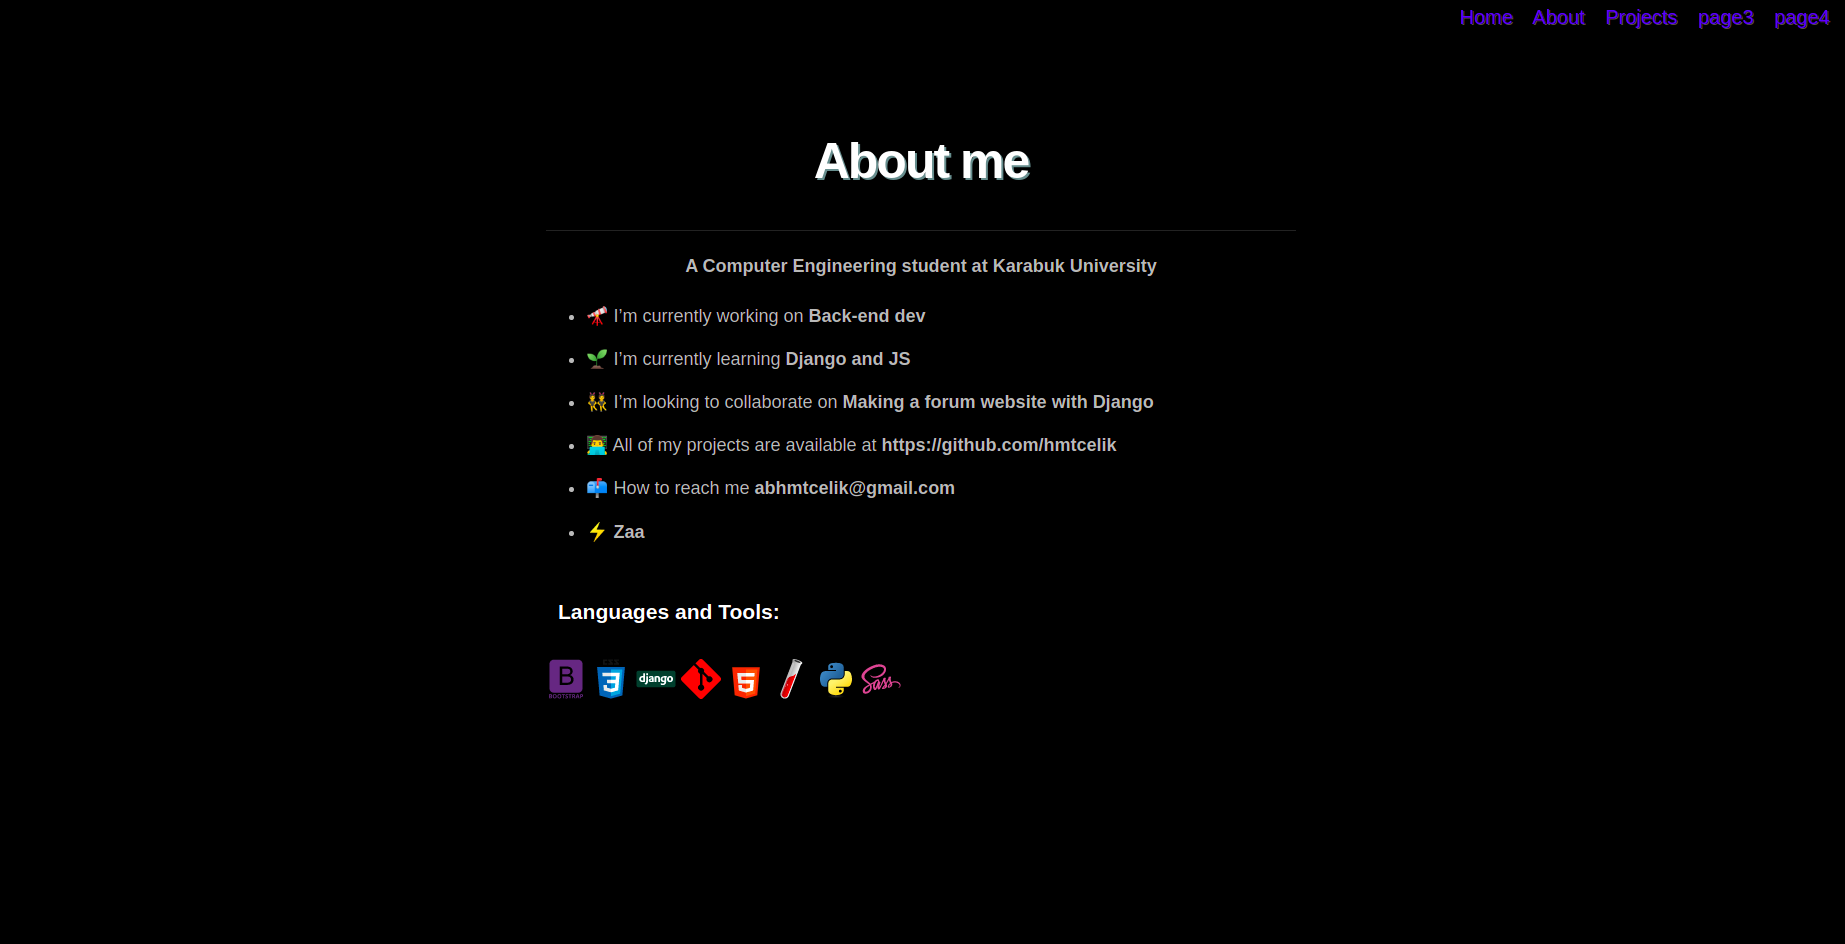 Home About Projects page3 page4
About me
A Computer Engineering student at Karabuk University
🔭 I’m currently working on Back-end dev
🌱 I’m currently learning Django and JS
👯 I’m looking to collaborate on Making a forum website with Django
👨‍💻 All of my projects are available at https://github.com/hmtcelik
📫 How to reach me abhmtcelik@gmail.com
⚡ Zaa
Languages and Tools:
B 3 django 5 Sass
BOOTSTRAP